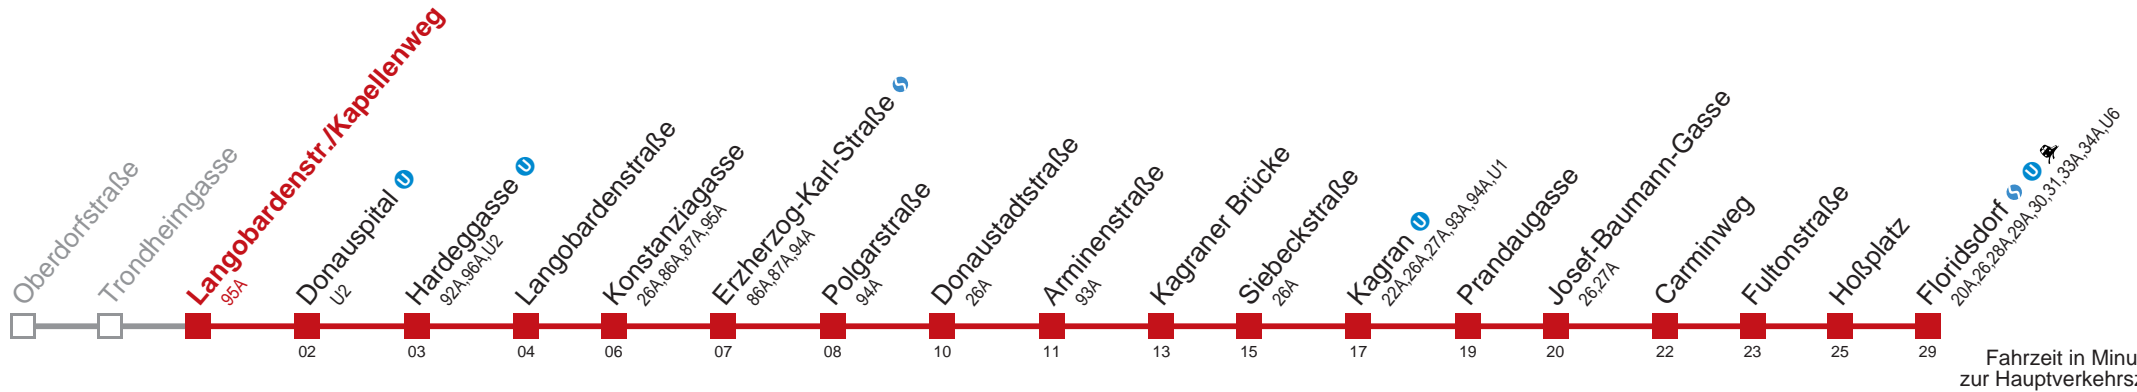 Oberdorfstraße
Trondheimgasse
Langobardenstr./Kapellenweg
95A
Donauspital U
U2
02
Hardeggasse U
92A,96A,U2
03
Langobardenstraße
04
Konstanziagasse
26A,86A,87A,95A
06
Erzherzog-Karl-Straße S
86A,87A,94A
07
Polgarstraße
94A
08
Donaustadtstraße
26A
10
Arminenstraße
93A
11
Kagraner Brücke
13
Siebeckstraße
26A
15
Kagran U
22A,26A,27A,93A,94A,U1
17
Prandaugasse
19
Josef-Baumann-Gasse
26,27A
20
Carminweg
22
Fultonstraße
23
Hoßplatz
25
Floridsdorf S U
20A,26,28A,29A,30,31,33A,34A,U6
29
Fahrzeit in Minu
zur Hauptverkehrsz